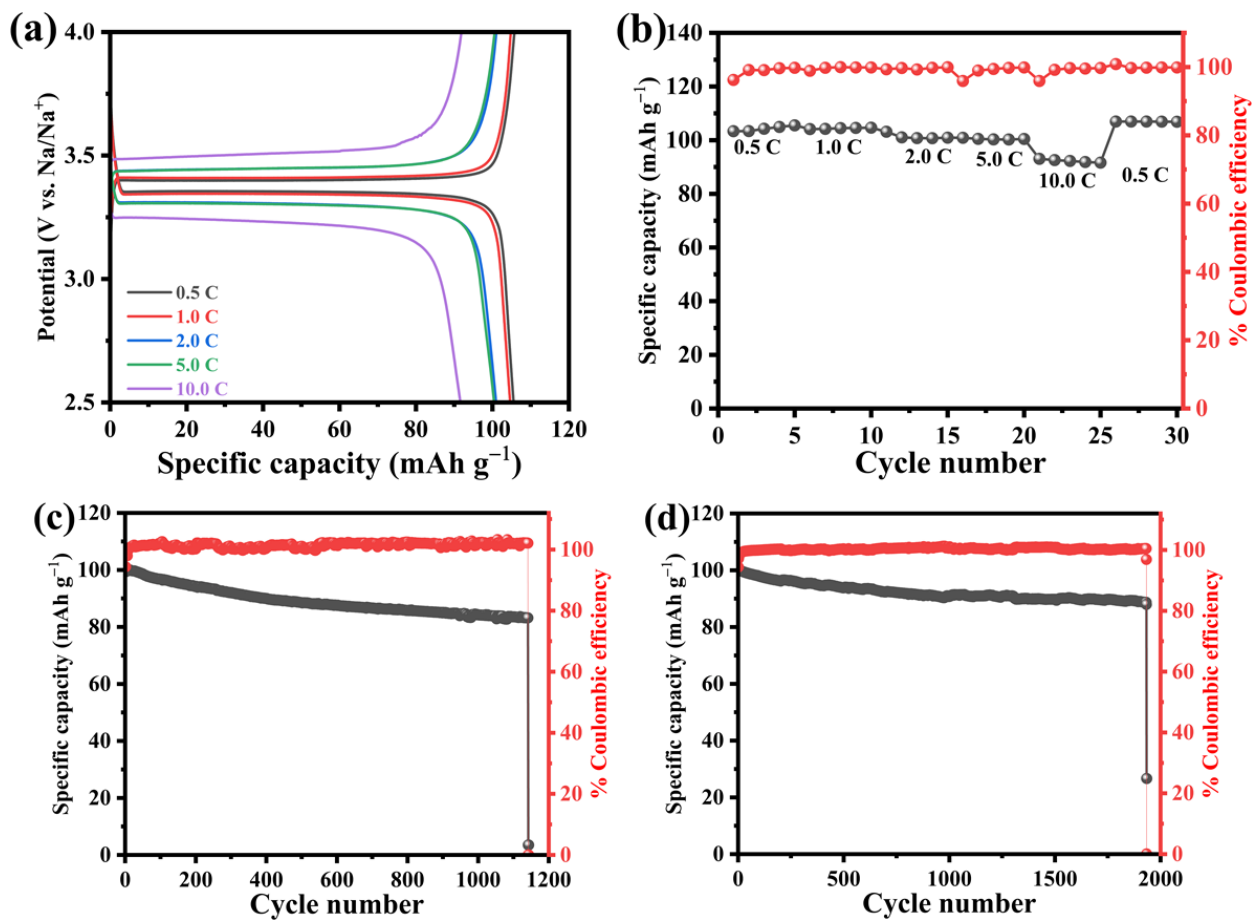 (a)
4.0
3.5
3.0
2.5
Potential (V vs. Na/Na⁺)
0.5 C
1.0 C
2.0 C
5.0 C
10.0 C
0 20 40 60 80 100 120
Specific capacity (mAh g⁻¹)
(b)
140
120
100
80
60
40
20
0
Specific capacity (mAh g⁻¹)
0.5 C
1.0 C
2.0 C
5.0 C
10.0 C
0.5 C
100
80
60
40
20
0
% Coulombic efficiency
0 5 10 15 20 25 30
Cycle number
(c)
120
100
80
60
40
20
0
Specific capacity (mAh g⁻¹)
100
80
60
40
20
0
% Coulombic efficiency
0 200 400 600 800 1000 1200
Cycle number
(d)
120
100
80
60
40
20
0
Specific capacity (mAh g⁻¹)
100
80
60
40
20
0
% Coulombic efficiency
0 500 1000 1500 2000
Cycle number